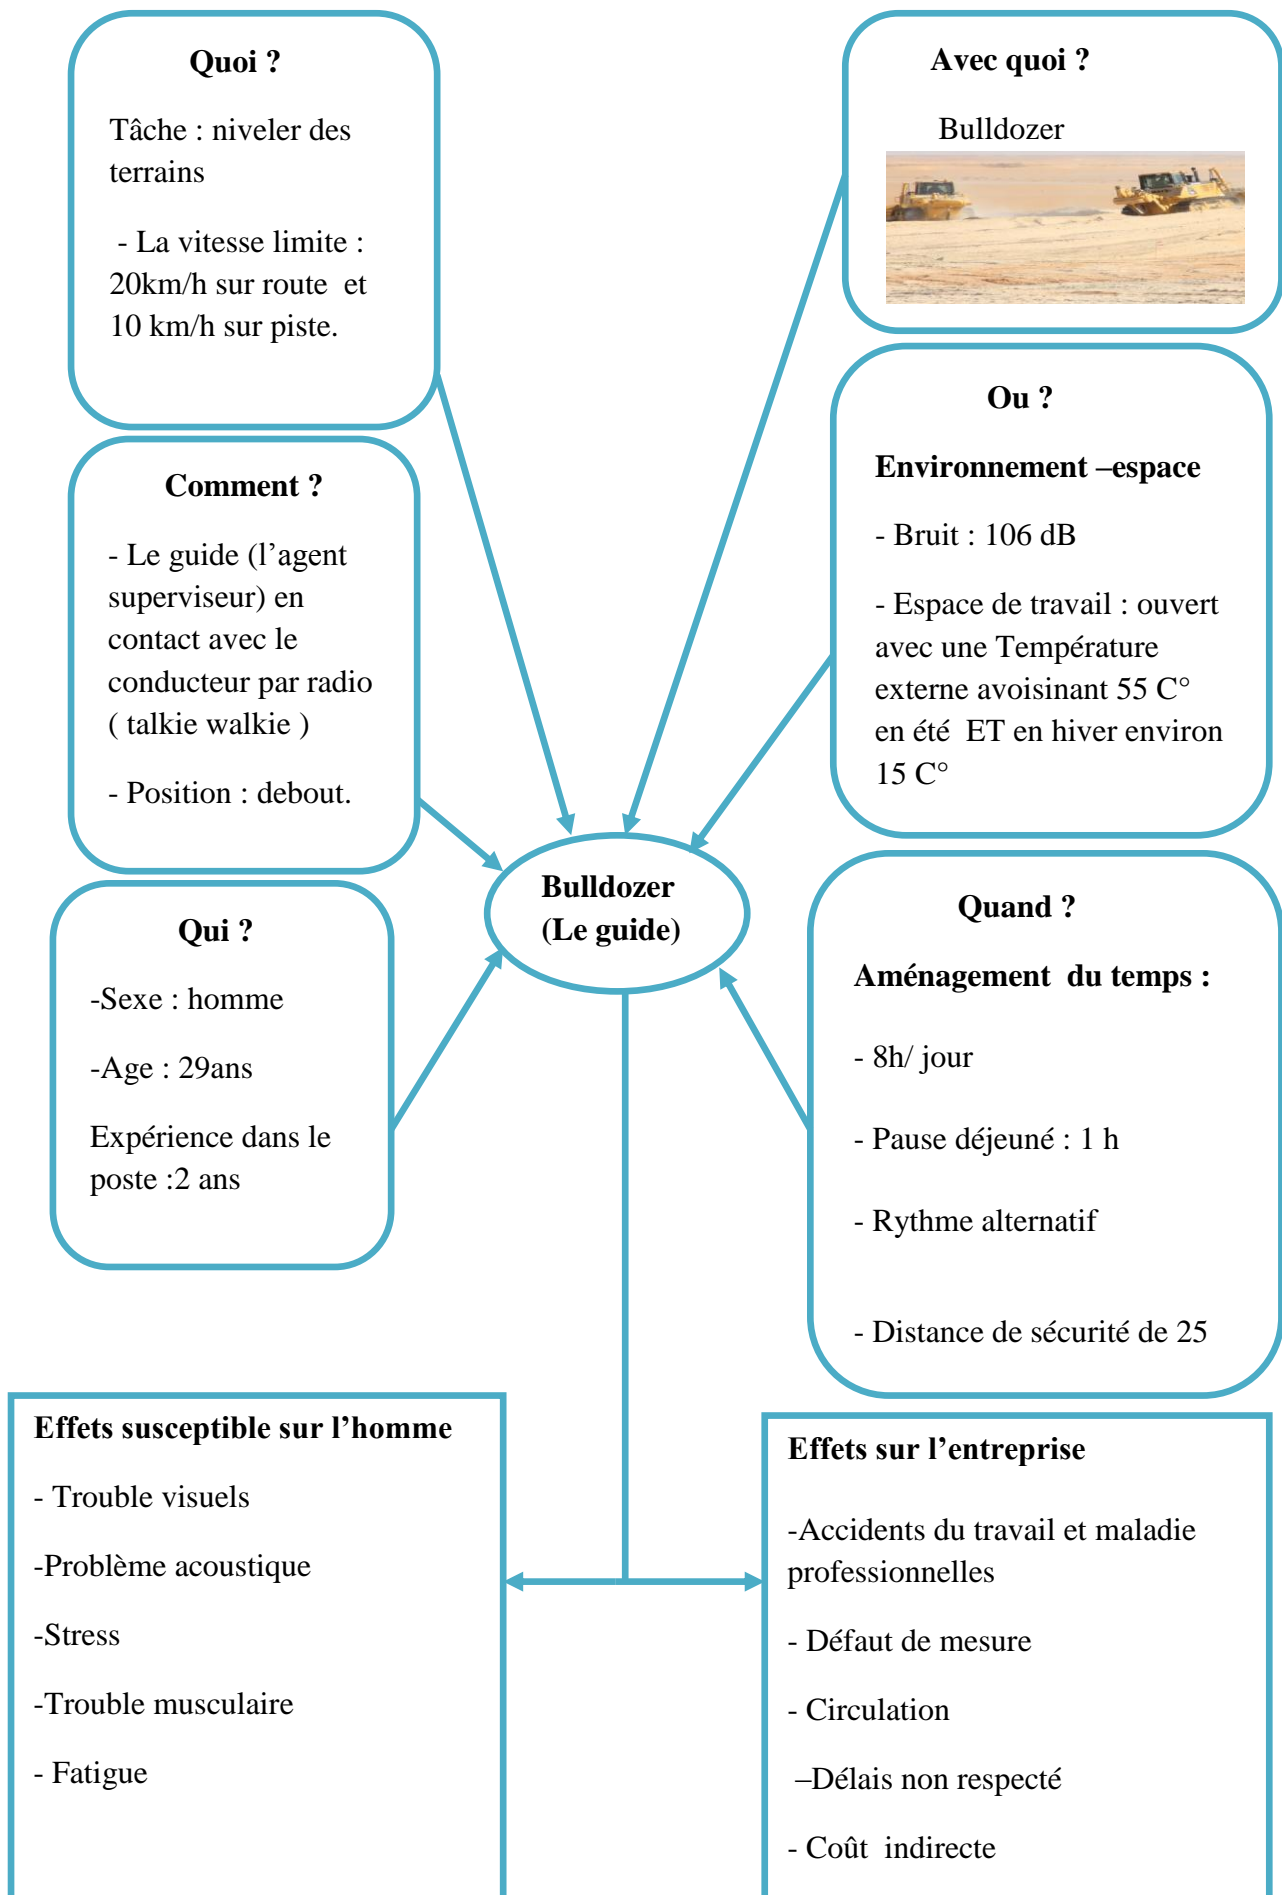 Quoi ?
Tâche : niveler des
terrains
- La vitesse limite :
20km/h sur route et
10 km/h sur piste.
Avec quoi ?
Bulldozer
Comment ?
- Le guide (l’agent
superviseur) en
contact avec le
conducteur par radio
( talkie walkie )
- Position : debout.
Ou ?
Environnement –espace
- Bruit : 106 dB
- Espace de travail : ouvert
avec une Température
externe avoisinant 55 C°
en été ET en hiver environ
15 C°
Bulldozer
(Le guide)
Qui ?
-Sexe : homme
-Age : 29ans
Expérience dans le
poste :2 ans
Quand ?
Aménagement du temps :
- 8h/ jour
- Pause déjeuné : 1 h
- Rythme alternatif
- Distance de sécurité de 25
Effets susceptible sur l’homme
- Trouble visuels
-Problème acoustique
-Stress
-Trouble musculaire
- Fatigue
Effets sur l’entreprise
-Accidents du travail et maladie
professionnelles
- Défaut de mesure
- Circulation
–Délais non respecté
- Coût indirecte